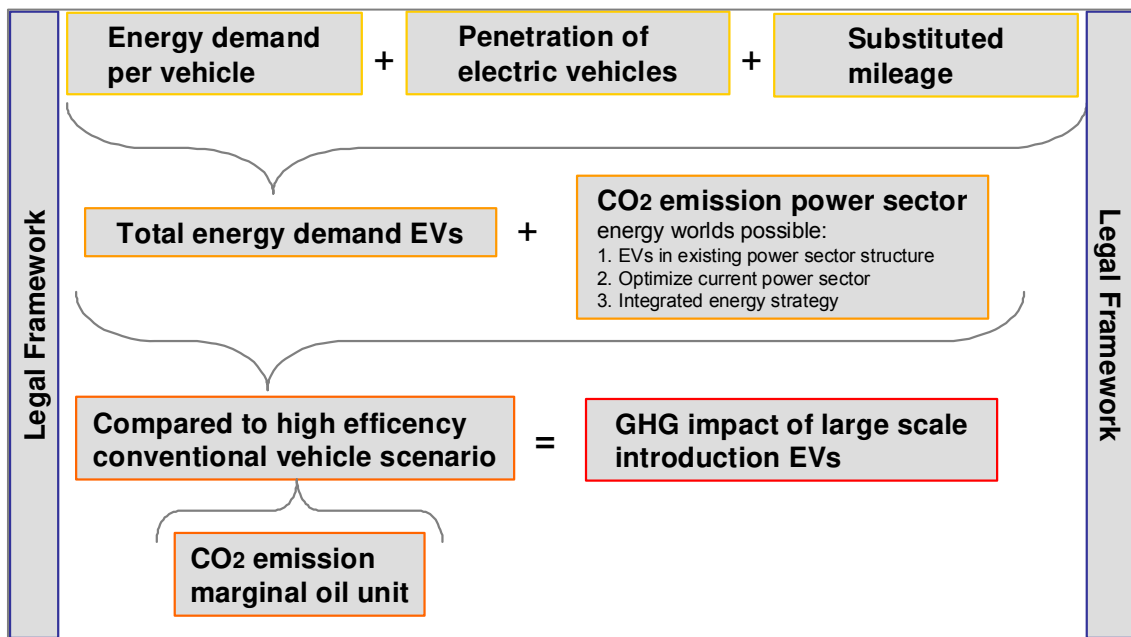 Legal Framework
Energy demand
per vehicle
+
Penetration of
electric vehicles
+
Substituted
mileage
Total energy demand EVs
+
CO2 emission power sector
energy worlds possible:
1. EVs in existing power sector structure
2. Optimize current power sector
3. Integrated energy strategy
Compared to high efficency
conventional vehicle scenario
=
GHG impact of large scale
introduction EVs
CO2 emission
marginal oil unit
Legal Framework